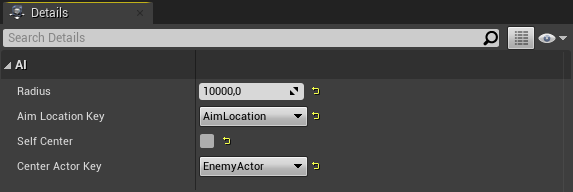 Details
Search Details
AI
Radius 10000,0
Aim Location Key AimLocation
Self Center
Center Actor Key EnemyActor